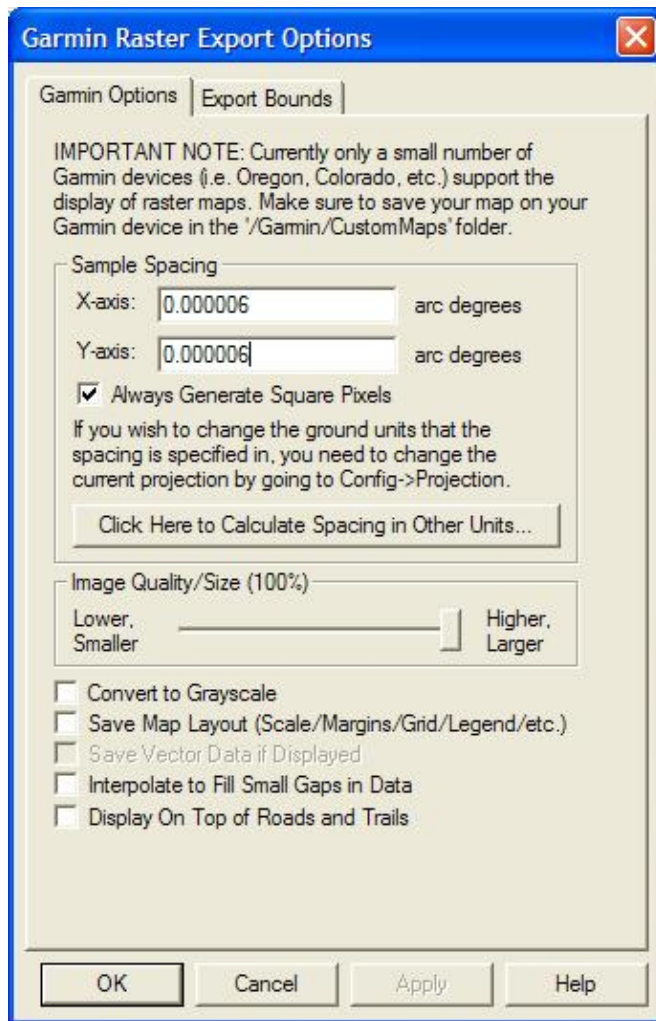 Garmin Raster Export Options
Garmin Options
Export Bounds
IMPORTANT NOTE: Currently only a small number of
Garmin devices (i.e. Oregon, Colorado, etc.) support the
display of raster maps. Make sure to save your map on your
Garmin device in the '/Garmin/CustomMaps' folder.
Sample Spacing
X-axis: 0.000006 arc degrees
Y-axis: 0.000006 arc degrees
Always Generate Square Pixels
If you wish to change the ground units that the
spacing is specified in, you need to change the
current projection by going to Config->Projection.
Click Here to Calculate Spacing in Other Units...
Image Quality/Size (100%)
Lower, Higher,
Smaller Larger
Convert to Grayscale
Save Map Layout (Scale/Margins/Grid/Legend/etc.)
Save Vector Data if Displayed
Interpolate to Fill Small Gaps in Data
Display On Top of Roads and Trails
OK Cancel Apply Help